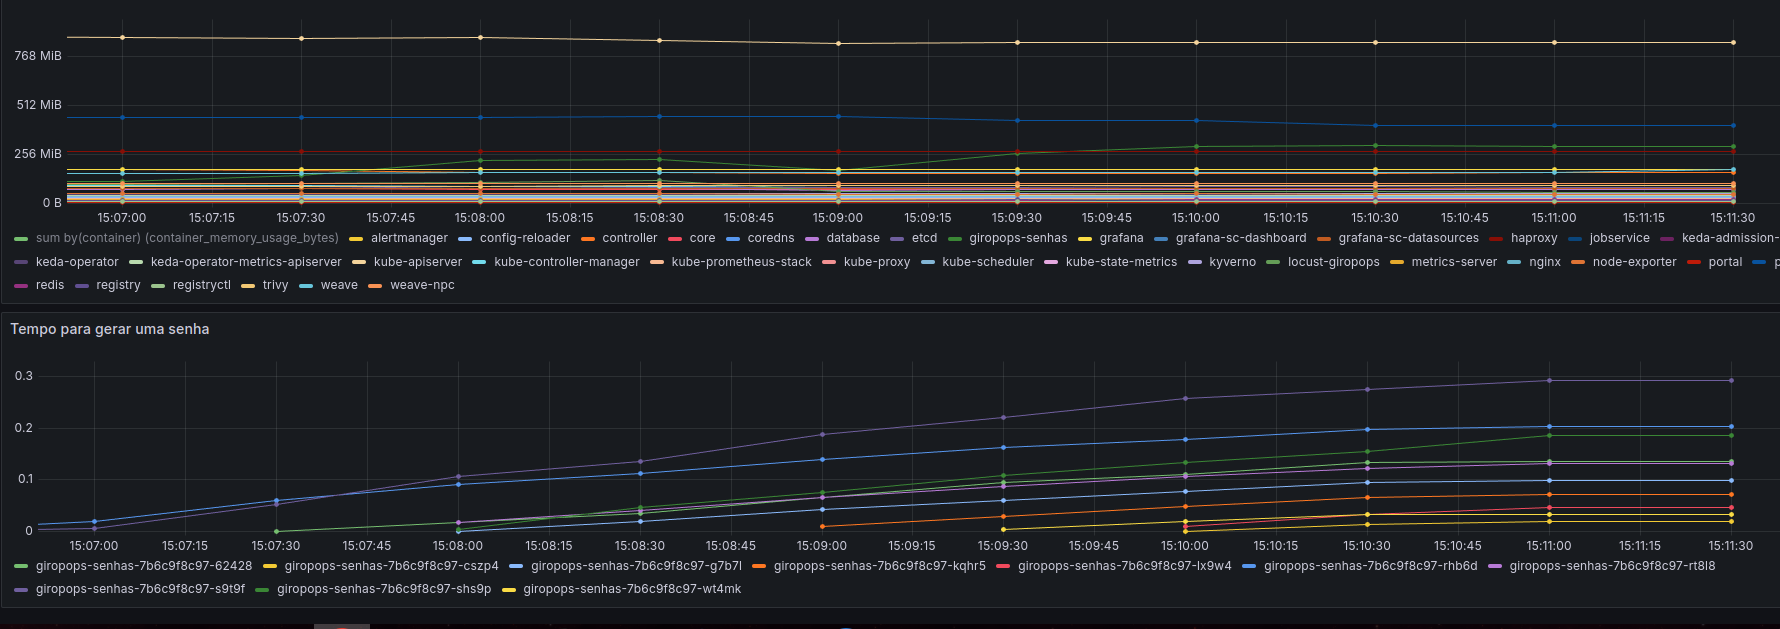 768 MiB
512 MiB
256 MiB
0 B
15:07:00 15:07:15 15:07:30 15:07:45 15:08:00 15:08:15 15:08:30 15:08:45 15:09:00 15:09:15 15:09:30 15:09:45 15:10:00 15:10:15 15:10:30 15:10:45 15:11:00 15:11:15 15:11:30
sum by(container) (container_memory_usage_bytes) alertmanager config-reloader controller core coredns database etcd giropops-senhas grafana grafana-sc-dashboard grafana-sc-datasources haproxy jobservice keda-admission-
keda-operator keda-operator-metrics-apiserver kube-apiserver kube-controller-manager kube-prometheus-stack kube-proxy kube-scheduler kube-state-metrics kyverno locust-giropops metrics-server nginx node-exporter portal
redis registry registryctl trivy weave weave-npc
Tempo para gerar uma senha
0.3
0.2
0.1
0
15:07:00 15:07:15 15:07:30 15:07:45 15:08:00 15:08:15 15:08:30 15:08:45 15:09:00 15:09:15 15:09:30 15:09:45 15:10:00 15:10:15 15:10:30 15:10:45 15:11:00 15:11:15 15:11:30
giropops-senhas-7b6c9f8c97-62428 giropops-senhas-7b6c9f8c97-cszp4 giropops-senhas-7b6c9f8c97-g7b7l giropops-senhas-7b6c9f8c97-kqhr5 giropops-senhas-7b6c9f8c97-lx9w4 giropops-senhas-7b6c9f8c97-rhb6d giropops-senhas-7b6c9f8c97-rt8l8
giropops-senhas-7b6c9f8c97-s9t9f giropops-senhas-7b6c9f8c97-shs9p giropops-senhas-7b6c9f8c97-wt4mk